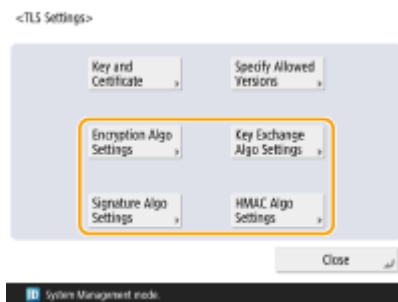 <TLS Settings>
Key and
Certificate
Specify Allowed
Versions
Encryption Algo
Settings
Key Exchange
Algo Settings
Signature Algo
Settings
HMAC Algo
Settings
Close
ID System Management mode.